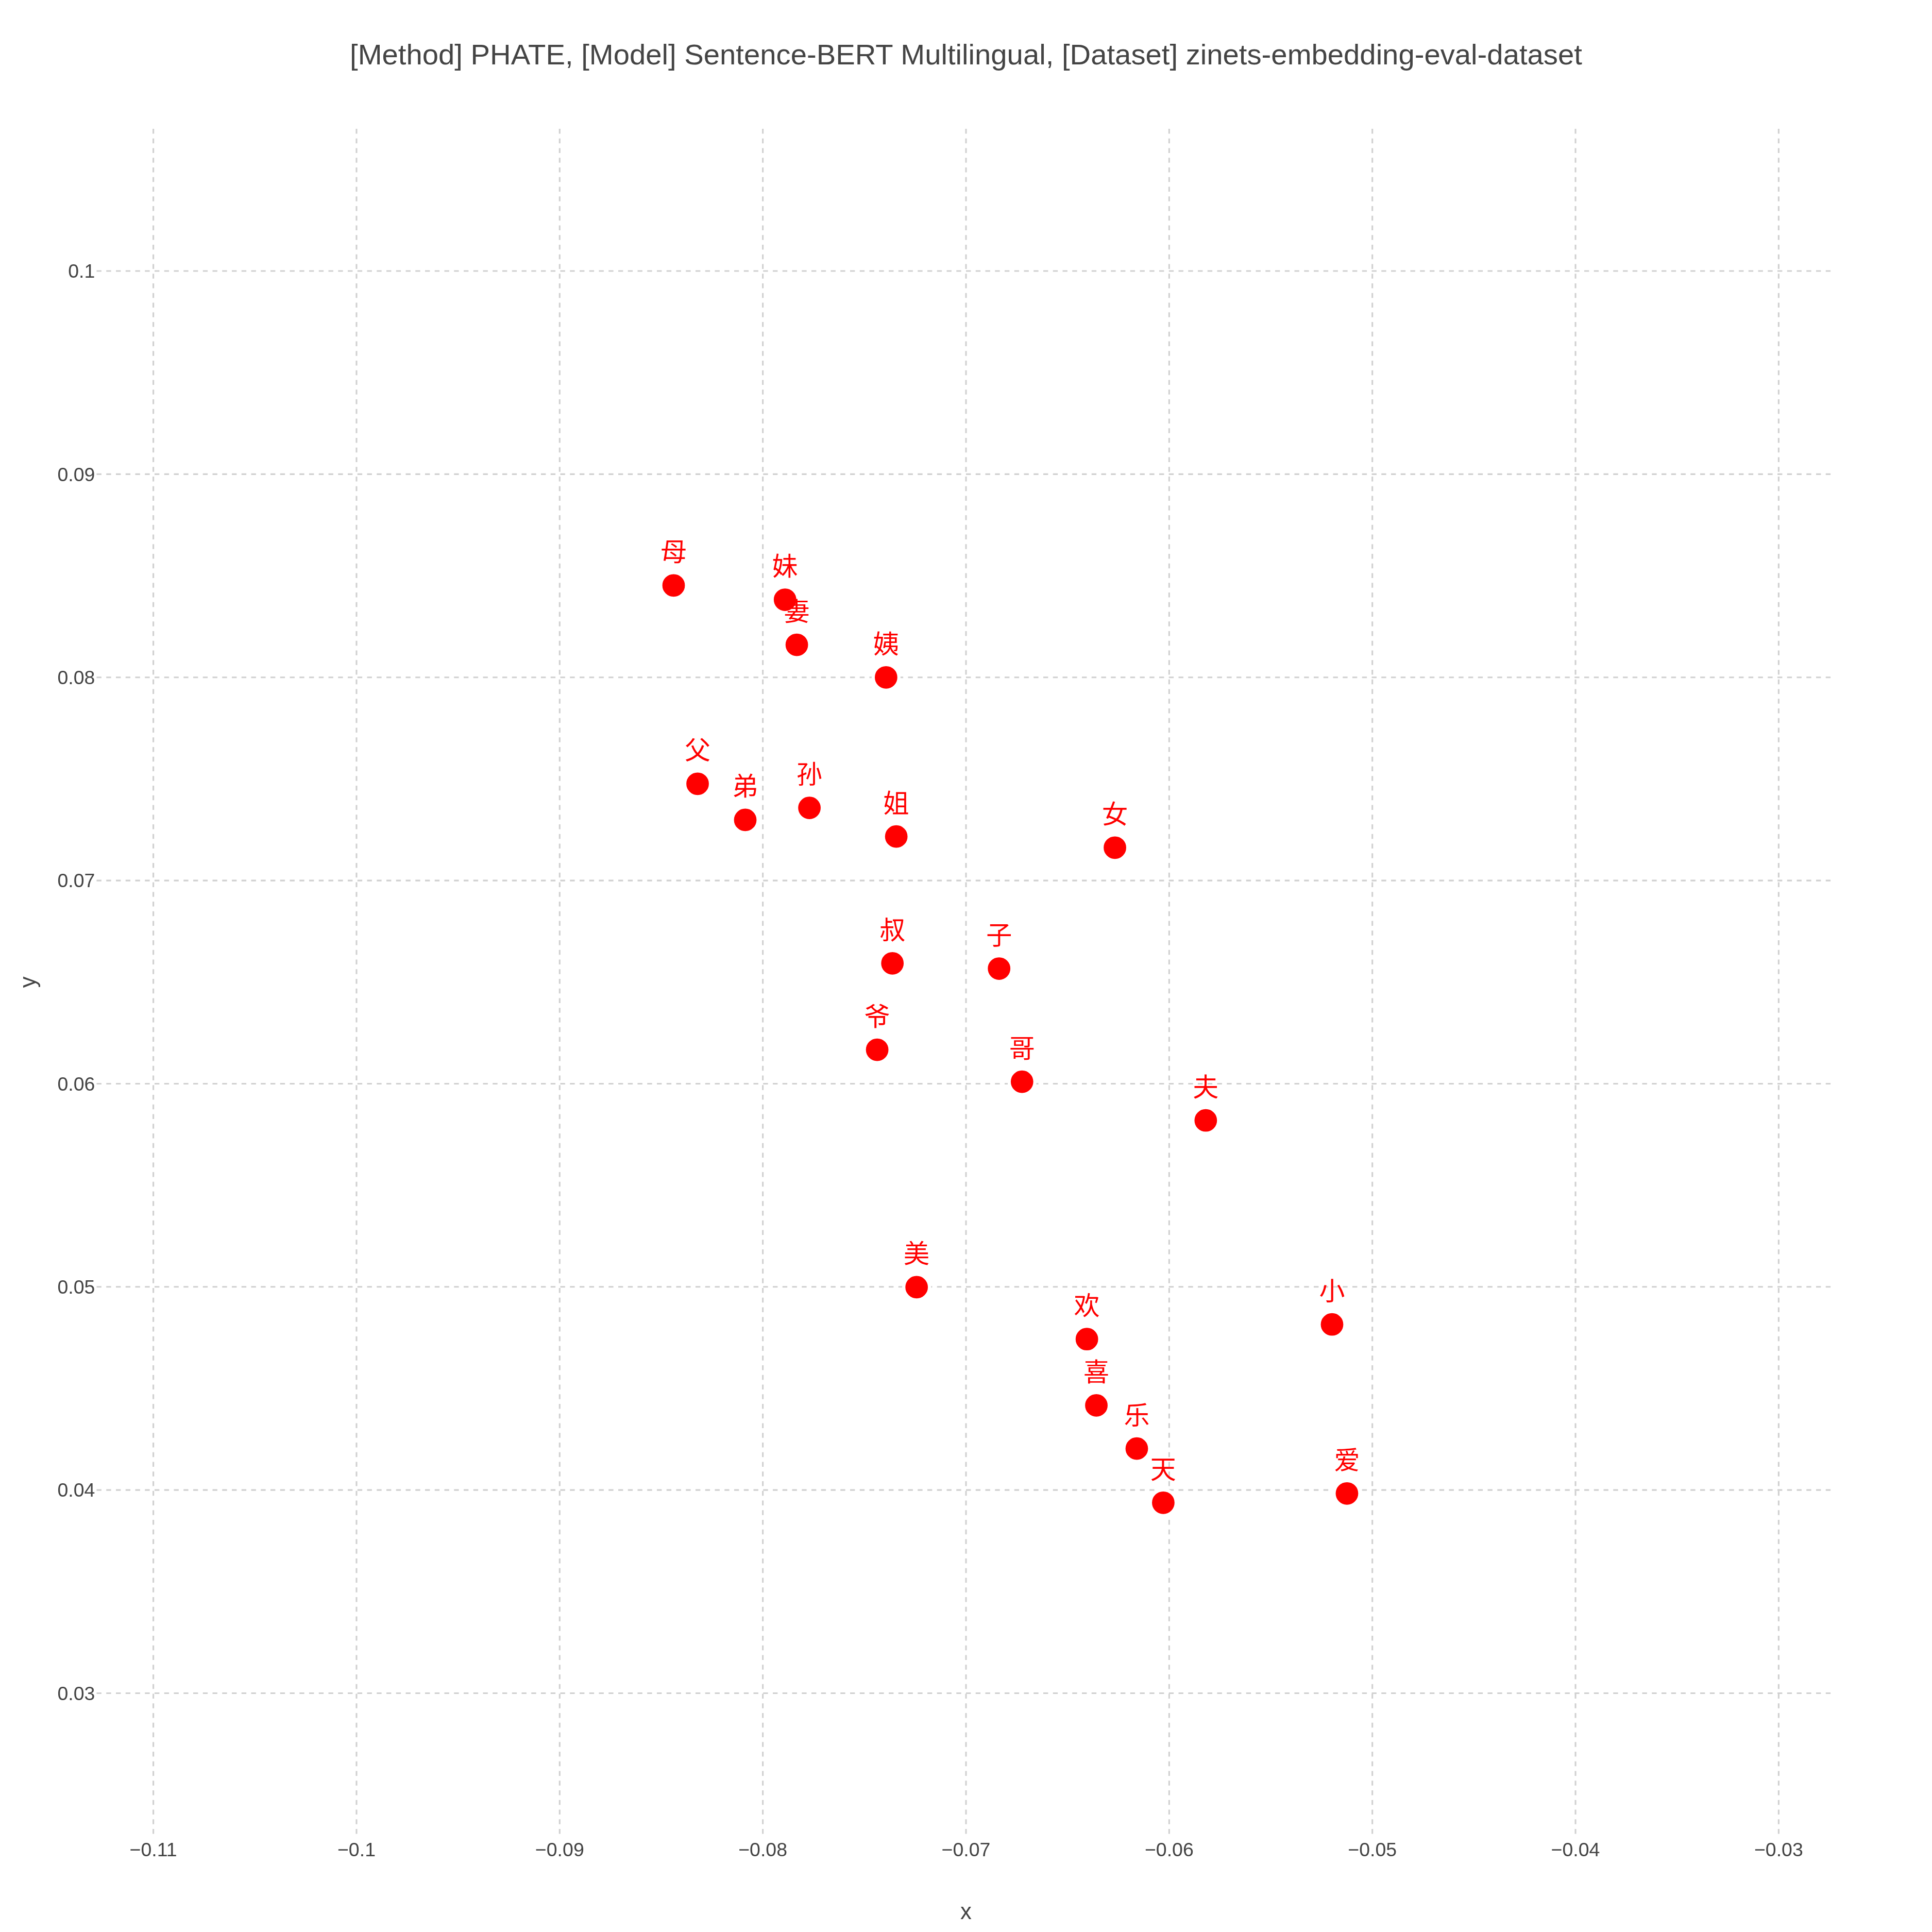 [Method] PHATE, [Model] Sentence-BERT Multilingual, [Dataset] zinets-embedding-eval-dataset
0.1
0.09
母
妹
妻
姨
0.08
父
孙
弟
姐
女
0.07
叔
子
y
爷
哥
0.06
夫
美
0.05
小
欢
喜
乐
爱
天
0.04
0.03
−0.11
−0.1
−0.09
−0.08
−0.07
−0.06
−0.05
−0.04
−0.03
x